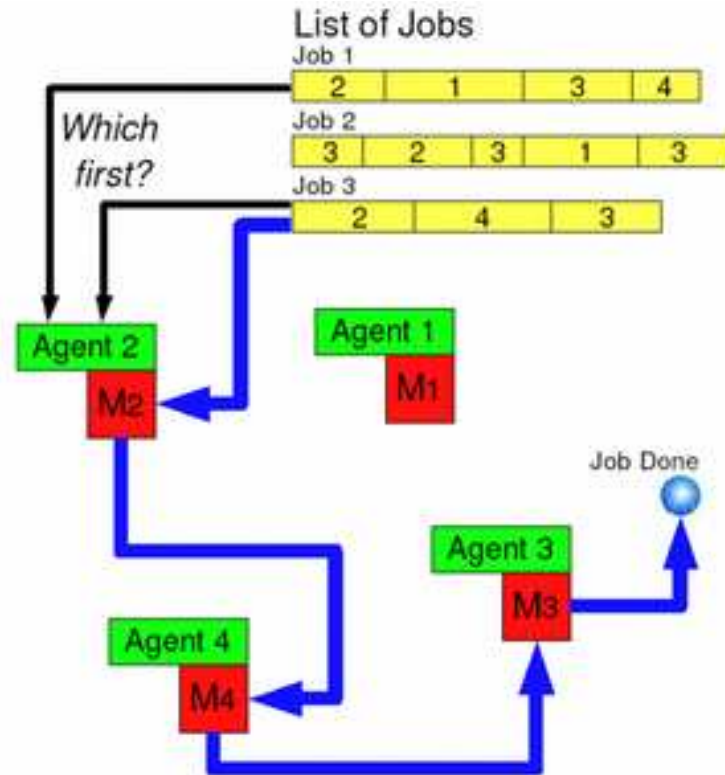 List of Jobs
Job 1
2 1 3 4
Which
first?
Job 2
3 2 3 1 3
Job 3
2 4 3
Agent 2
M2
Agent 1
M1
Job Done
Agent 3
M3
Agent 4
M4